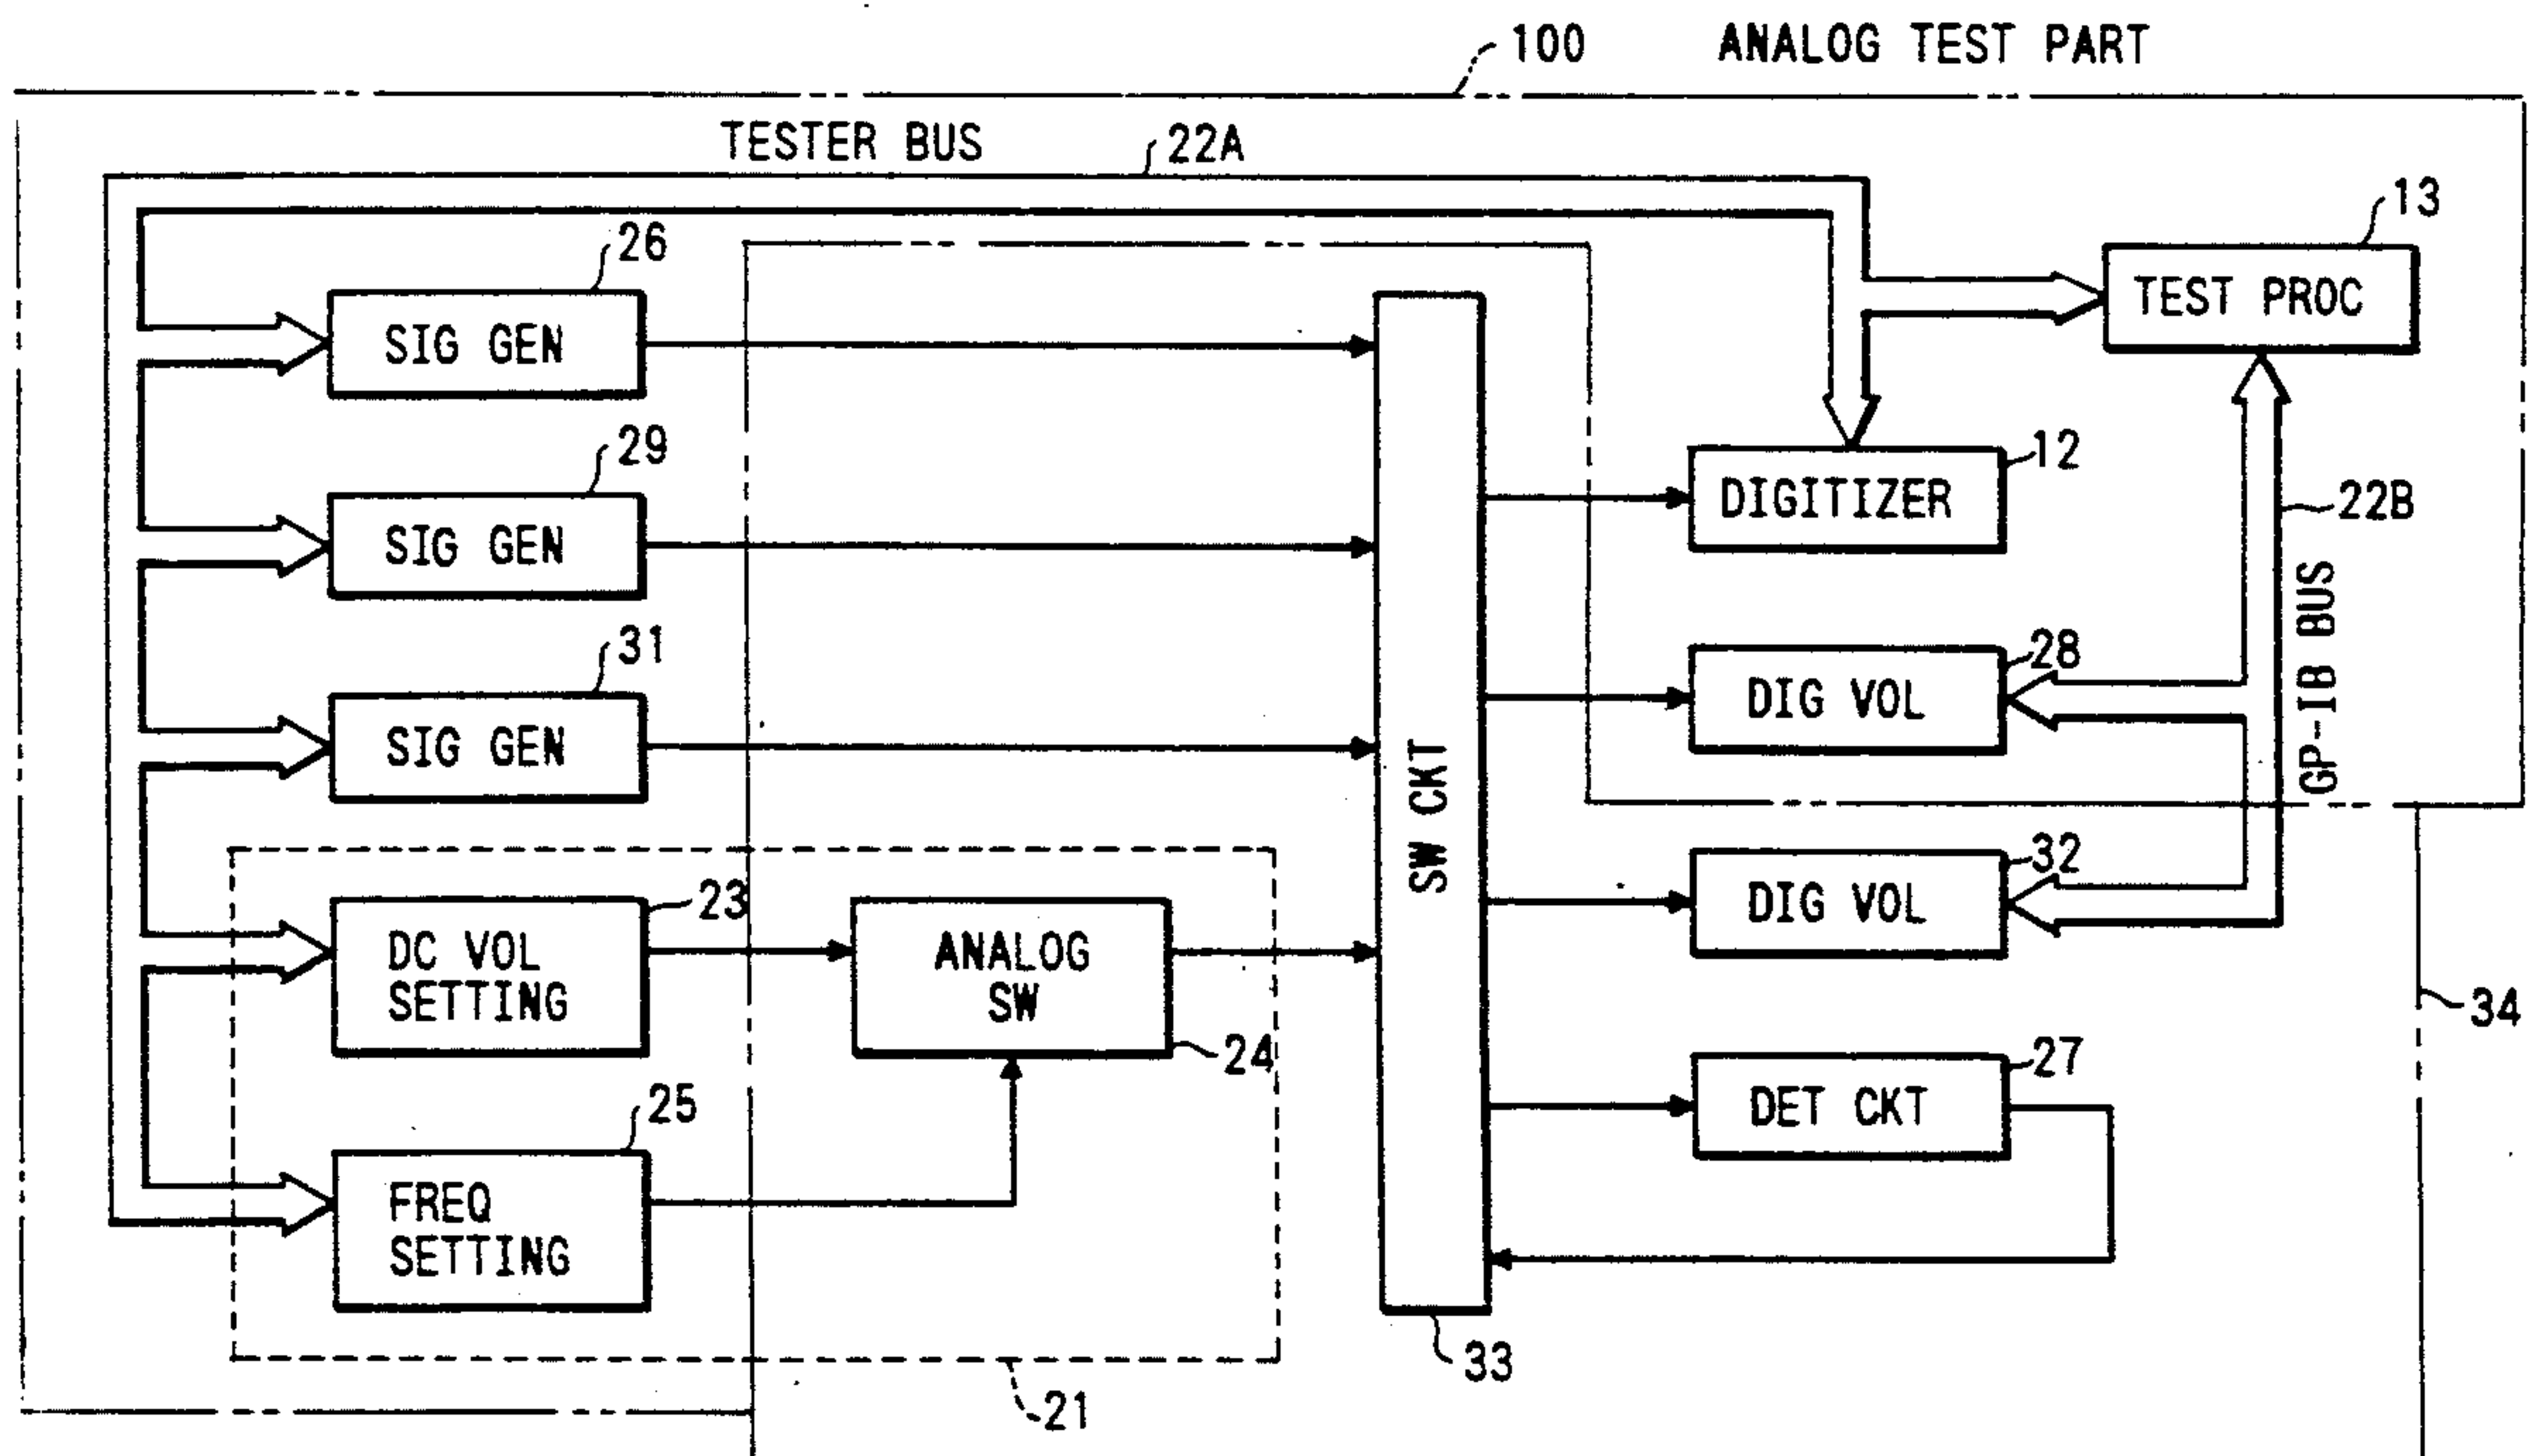 100 ANALOG TEST PART
TESTER BUS 22A
13
TEST PROC
26
SIG GEN
29
SIG GEN
12
DIGITIZER
22B
GP-IB BUS
31
SIG GEN
28
DIG VOL
SW CKT
32
DIG VOL
23
DC VOL
SETTING
ANALOG
SW
24
34
27
DET CKT
25
FREQ
SETTING
33
21